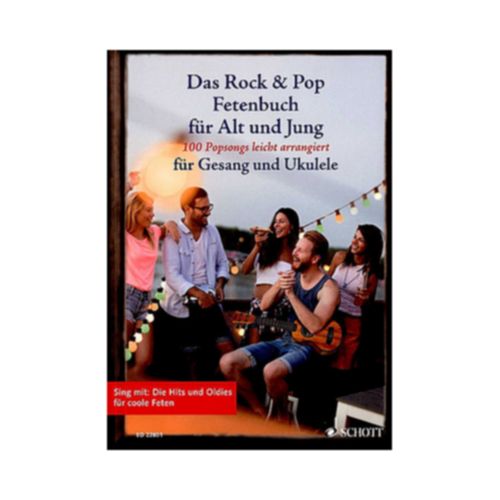 Das Rock & Pop
Fetenbuch
für Alt und Jung
100 Popsongs leicht arrangiert
für Gesang und Ukulele
Sing mit: Die Hits und Oldies
für coole Feten
SCHOTT